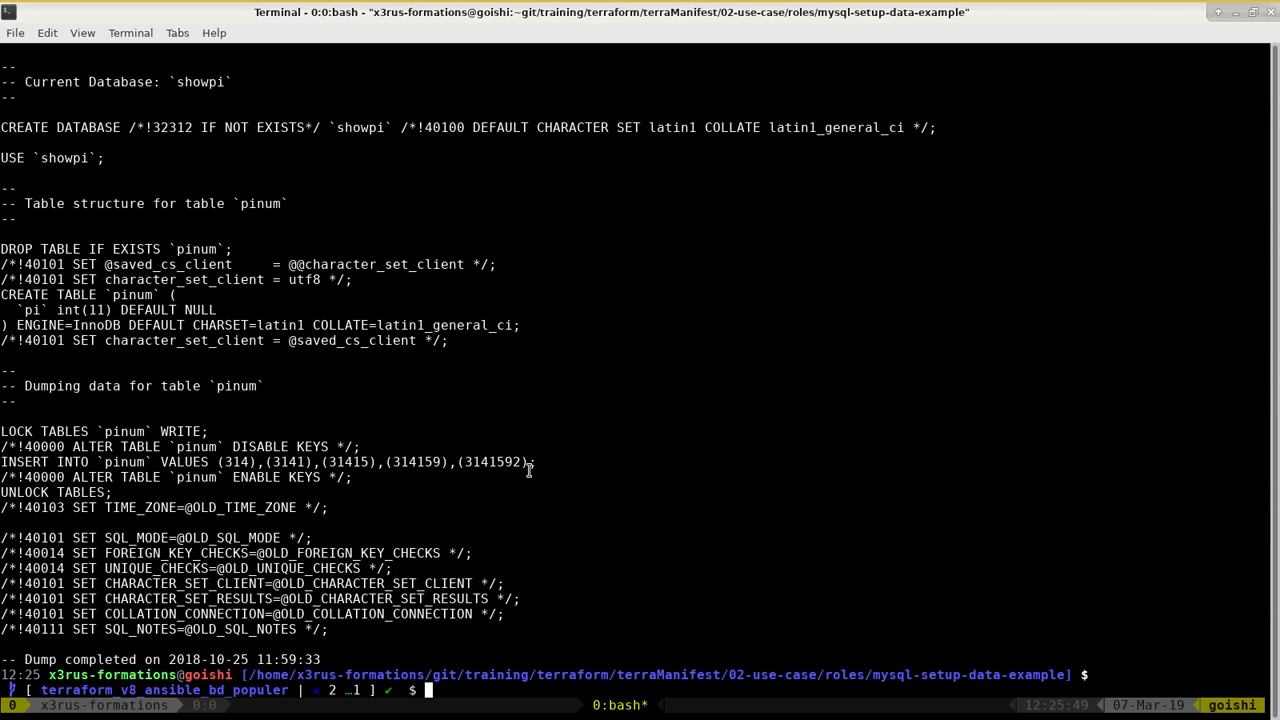 Terminal - 0:0:bash - "x3rus-formations@goishi:~git/training/terraform/terraManifest/02-use-case/roles/mysql-setup-data-example"
File Edit View Terminal Tabs Help
--
-- Current Database: `showpi`
--
CREATE DATABASE /*!32312 IF NOT EXISTS*/ `showpi` /*!40100 DEFAULT CHARACTER SET latin1 COLLATE latin1_general_ci */;
USE `showpi`;
--
-- Table structure for table `pinum`
--
DROP TABLE IF EXISTS `pinum`;
/*!40101 SET @saved_cs_client     = @@character_set_client */;
/*!40101 SET character_set_client = utf8 */;
CREATE TABLE `pinum` (
  `pi` int(11) DEFAULT NULL
) ENGINE=InnoDB DEFAULT CHARSET=latin1 COLLATE=latin1_general_ci;
/*!40101 SET character_set_client = @saved_cs_client */;
--
-- Dumping data for table `pinum`
--
LOCK TABLES `pinum` WRITE;
/*!40000 ALTER TABLE `pinum` DISABLE KEYS */;
INSERT INTO `pinum` VALUES (314),(3141),(31415),(314159),(3141592);
/*!40000 ALTER TABLE `pinum` ENABLE KEYS */;
UNLOCK TABLES;
/*!40103 SET TIME_ZONE=@OLD_TIME_ZONE */;
/*!40101 SET SQL_MODE=@OLD_SQL_MODE */;
/*!40014 SET FOREIGN_KEY_CHECKS=@OLD_FOREIGN_KEY_CHECKS */;
/*!40014 SET UNIQUE_CHECKS=@OLD_UNIQUE_CHECKS */;
/*!40101 SET CHARACTER_SET_CLIENT=@OLD_CHARACTER_SET_CLIENT */;
/*!40101 SET CHARACTER_SET_RESULTS=@OLD_CHARACTER_SET_RESULTS */;
/*!40101 SET COLLATION_CONNECTION=@OLD_COLLATION_CONNECTION */;
/*!40111 SET SQL_NOTES=@OLD_SQL_NOTES */;
-- Dump completed on 2018-10-25 11:59:33
12:25 x3rus-formations@goishi [/home/x3rus-formations/git/training/terraform/terraManifest/02-use-case/roles/mysql-setup-data-example] $
[ terraform_v8_ansible_bd_populer | 2 …1 ] ✔ $
0 x3rus-formations 0:0 0:bash* 12:25:49 07-Mar-19 goishi